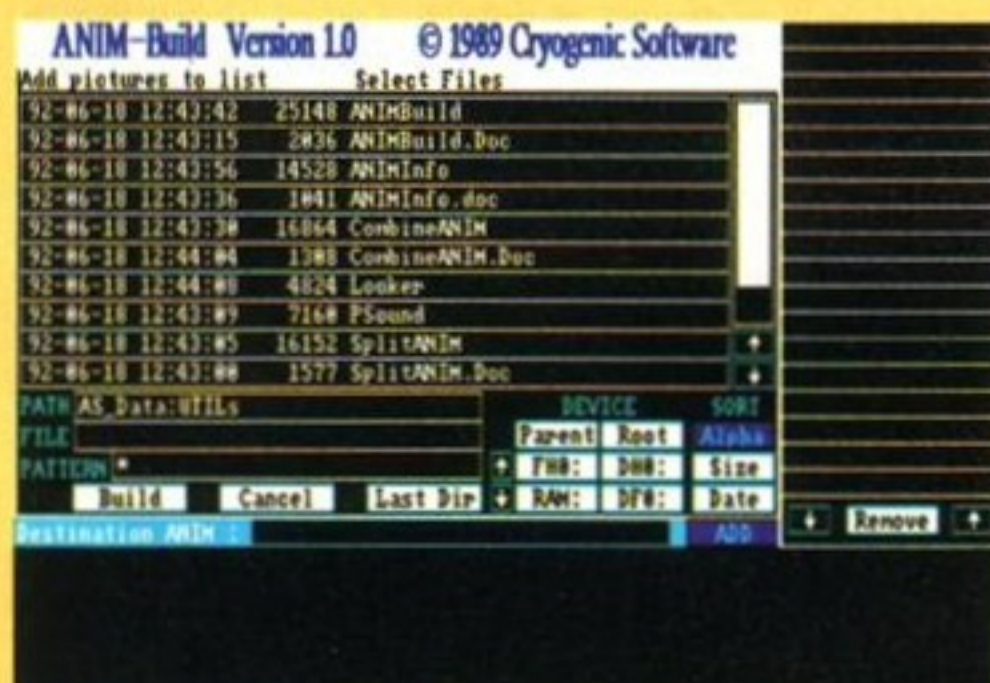 ANIM-Build Version 1.0 © 1989 Cryogenic Software
Add pictures to list Select Files
92-06-18 12:43:42 25148 ANIMBuild
92-06-18 12:43:15 2036 ANIMBuild.Doc
92-06-18 12:43:56 14528 ANIMInfo
92-06-18 12:43:36 1041 ANIMInfo.doc
92-06-18 12:43:30 16864 CombineANIM
92-06-18 12:44:04 1308 CombineANIM.Doc
92-06-18 12:44:08 4824 Looker
92-06-18 12:43:09 7160 PSound
92-06-18 12:43:05 16152 SplitANIM
92-06-18 12:43:00 1577 SplitANIM.Doc
PATH AS_Data:UTILs DEVICE SORT
FILE Parent Root Alpha
PATTERN * FH0: DH0: Size
Build Cancel Last Dir RAM: DF0: Date
Destination ANIM : ADD
Remove